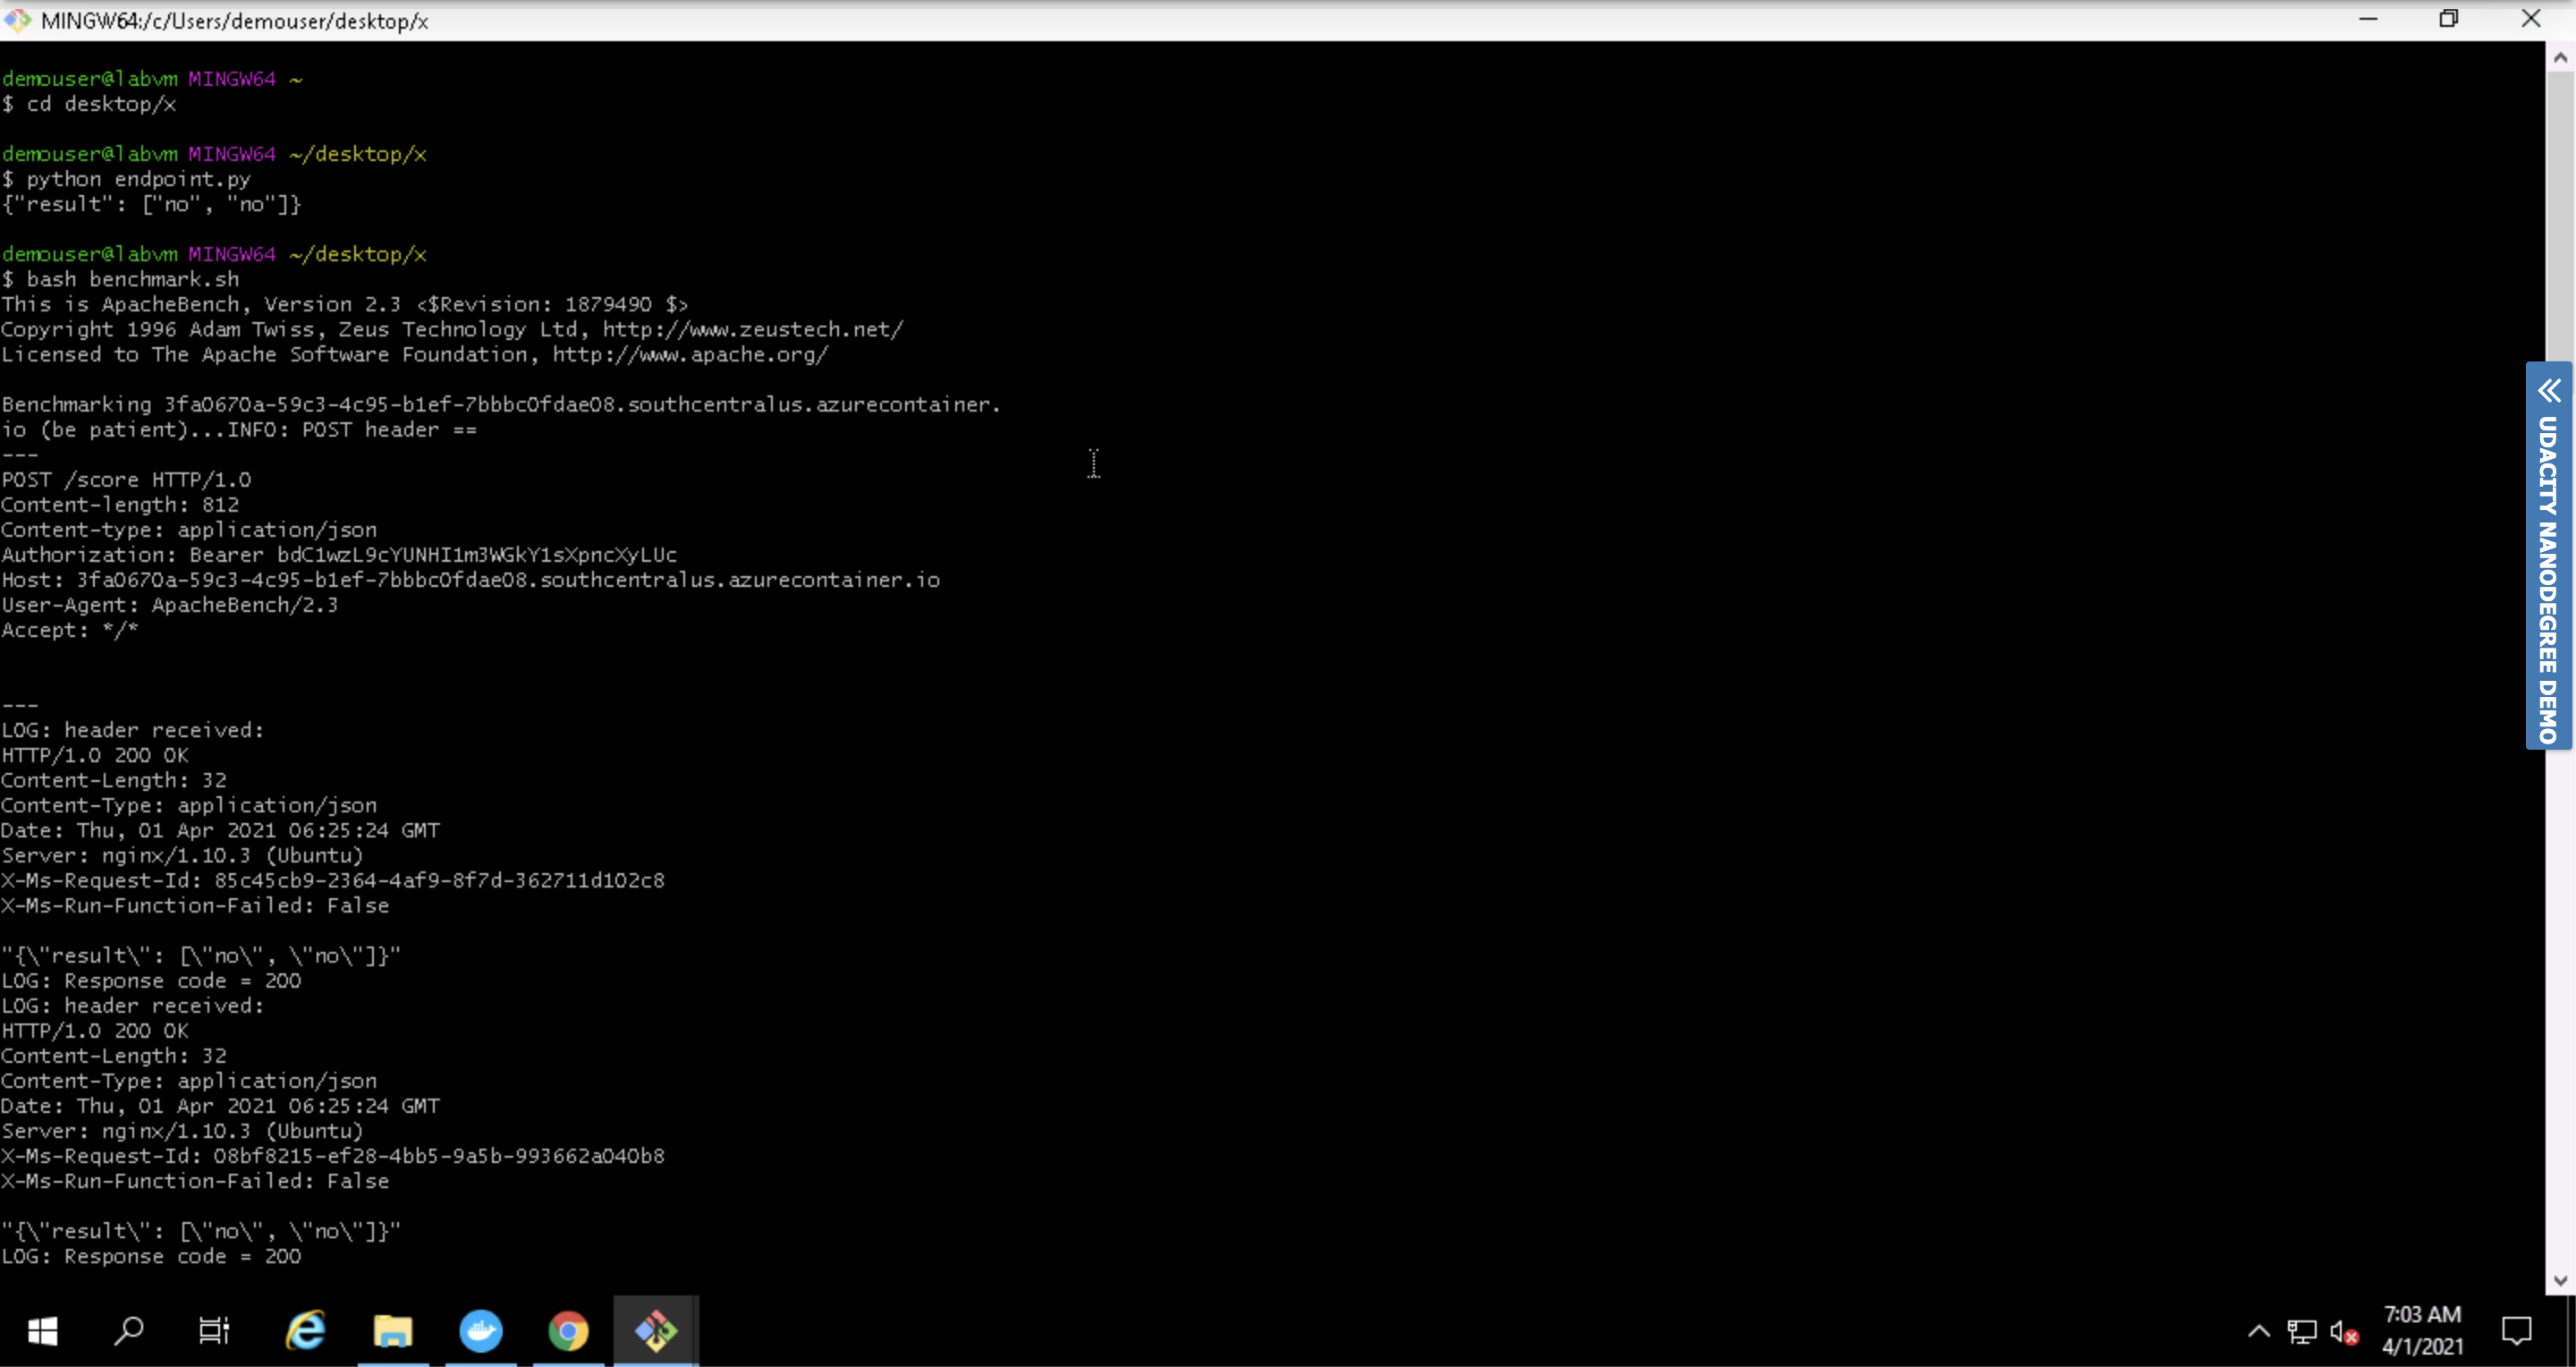 MINGW64:/c/Users/demouser/desktop/x
demouser@labvm MINGW64 ~
$ cd desktop/x
demouser@labvm MINGW64 ~/desktop/x
$ python endpoint.py
{"result": ["no", "no"]}
demouser@labvm MINGW64 ~/desktop/x
$ bash benchmark.sh
This is ApacheBench, Version 2.3 <$Revision: 1879490 $>
Copyright 1996 Adam Twiss, Zeus Technology Ltd, http://www.zeustech.net/
Licensed to The Apache Software Foundation, http://www.apache.org/
Benchmarking 3fa0670a-59c3-4c95-b1ef-7bbbc0fdae08.southcentralus.azurecontainer.
io (be patient)...INFO: POST header ==
---
POST /score HTTP/1.0
Content-length: 812
Content-type: application/json
Authorization: Bearer bdC1wzL9cYUNHI1m3WGkY1sXpncXyLUc
Host: 3fa0670a-59c3-4c95-b1ef-7bbbc0fdae08.southcentralus.azurecontainer.io
User-Agent: ApacheBench/2.3
Accept: */*
---
LOG: header received:
HTTP/1.0 200 OK
Content-Length: 32
Content-Type: application/json
Date: Thu, 01 Apr 2021 06:25:24 GMT
Server: nginx/1.10.3 (Ubuntu)
X-Ms-Request-Id: 85c45cb9-2364-4af9-8f7d-362711d102c8
X-Ms-Run-Function-Failed: False
"{\"result\": [\"no\", \"no\"]}"
LOG: Response code = 200
LOG: header received:
HTTP/1.0 200 OK
Content-Length: 32
Content-Type: application/json
Date: Thu, 01 Apr 2021 06:25:24 GMT
Server: nginx/1.10.3 (Ubuntu)
X-Ms-Request-Id: 08bf8215-ef28-4bb5-9a5b-993662a040b8
X-Ms-Run-Function-Failed: False
"{\"result\": [\"no\", \"no\"]}"
LOG: Response code = 200
UDACITY NANODEGREE DEMO
7:03 AM
4/1/2021